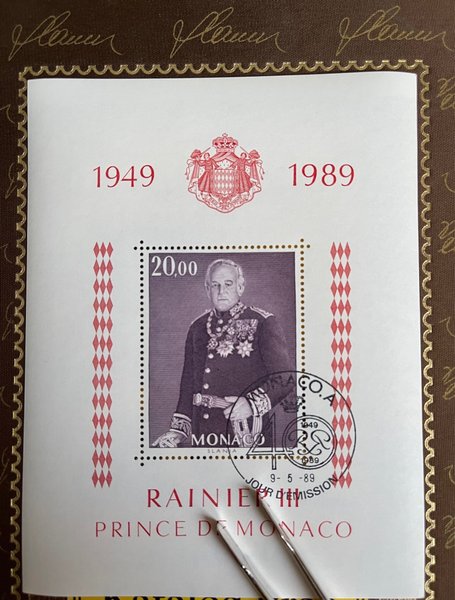 1949 1989
20,00
MONACO
SLANIA
MONACO.A
40
1949
1989
9-5-89
JOUR D'EMISSION
RAINIER III
PRINCE DE MONACO